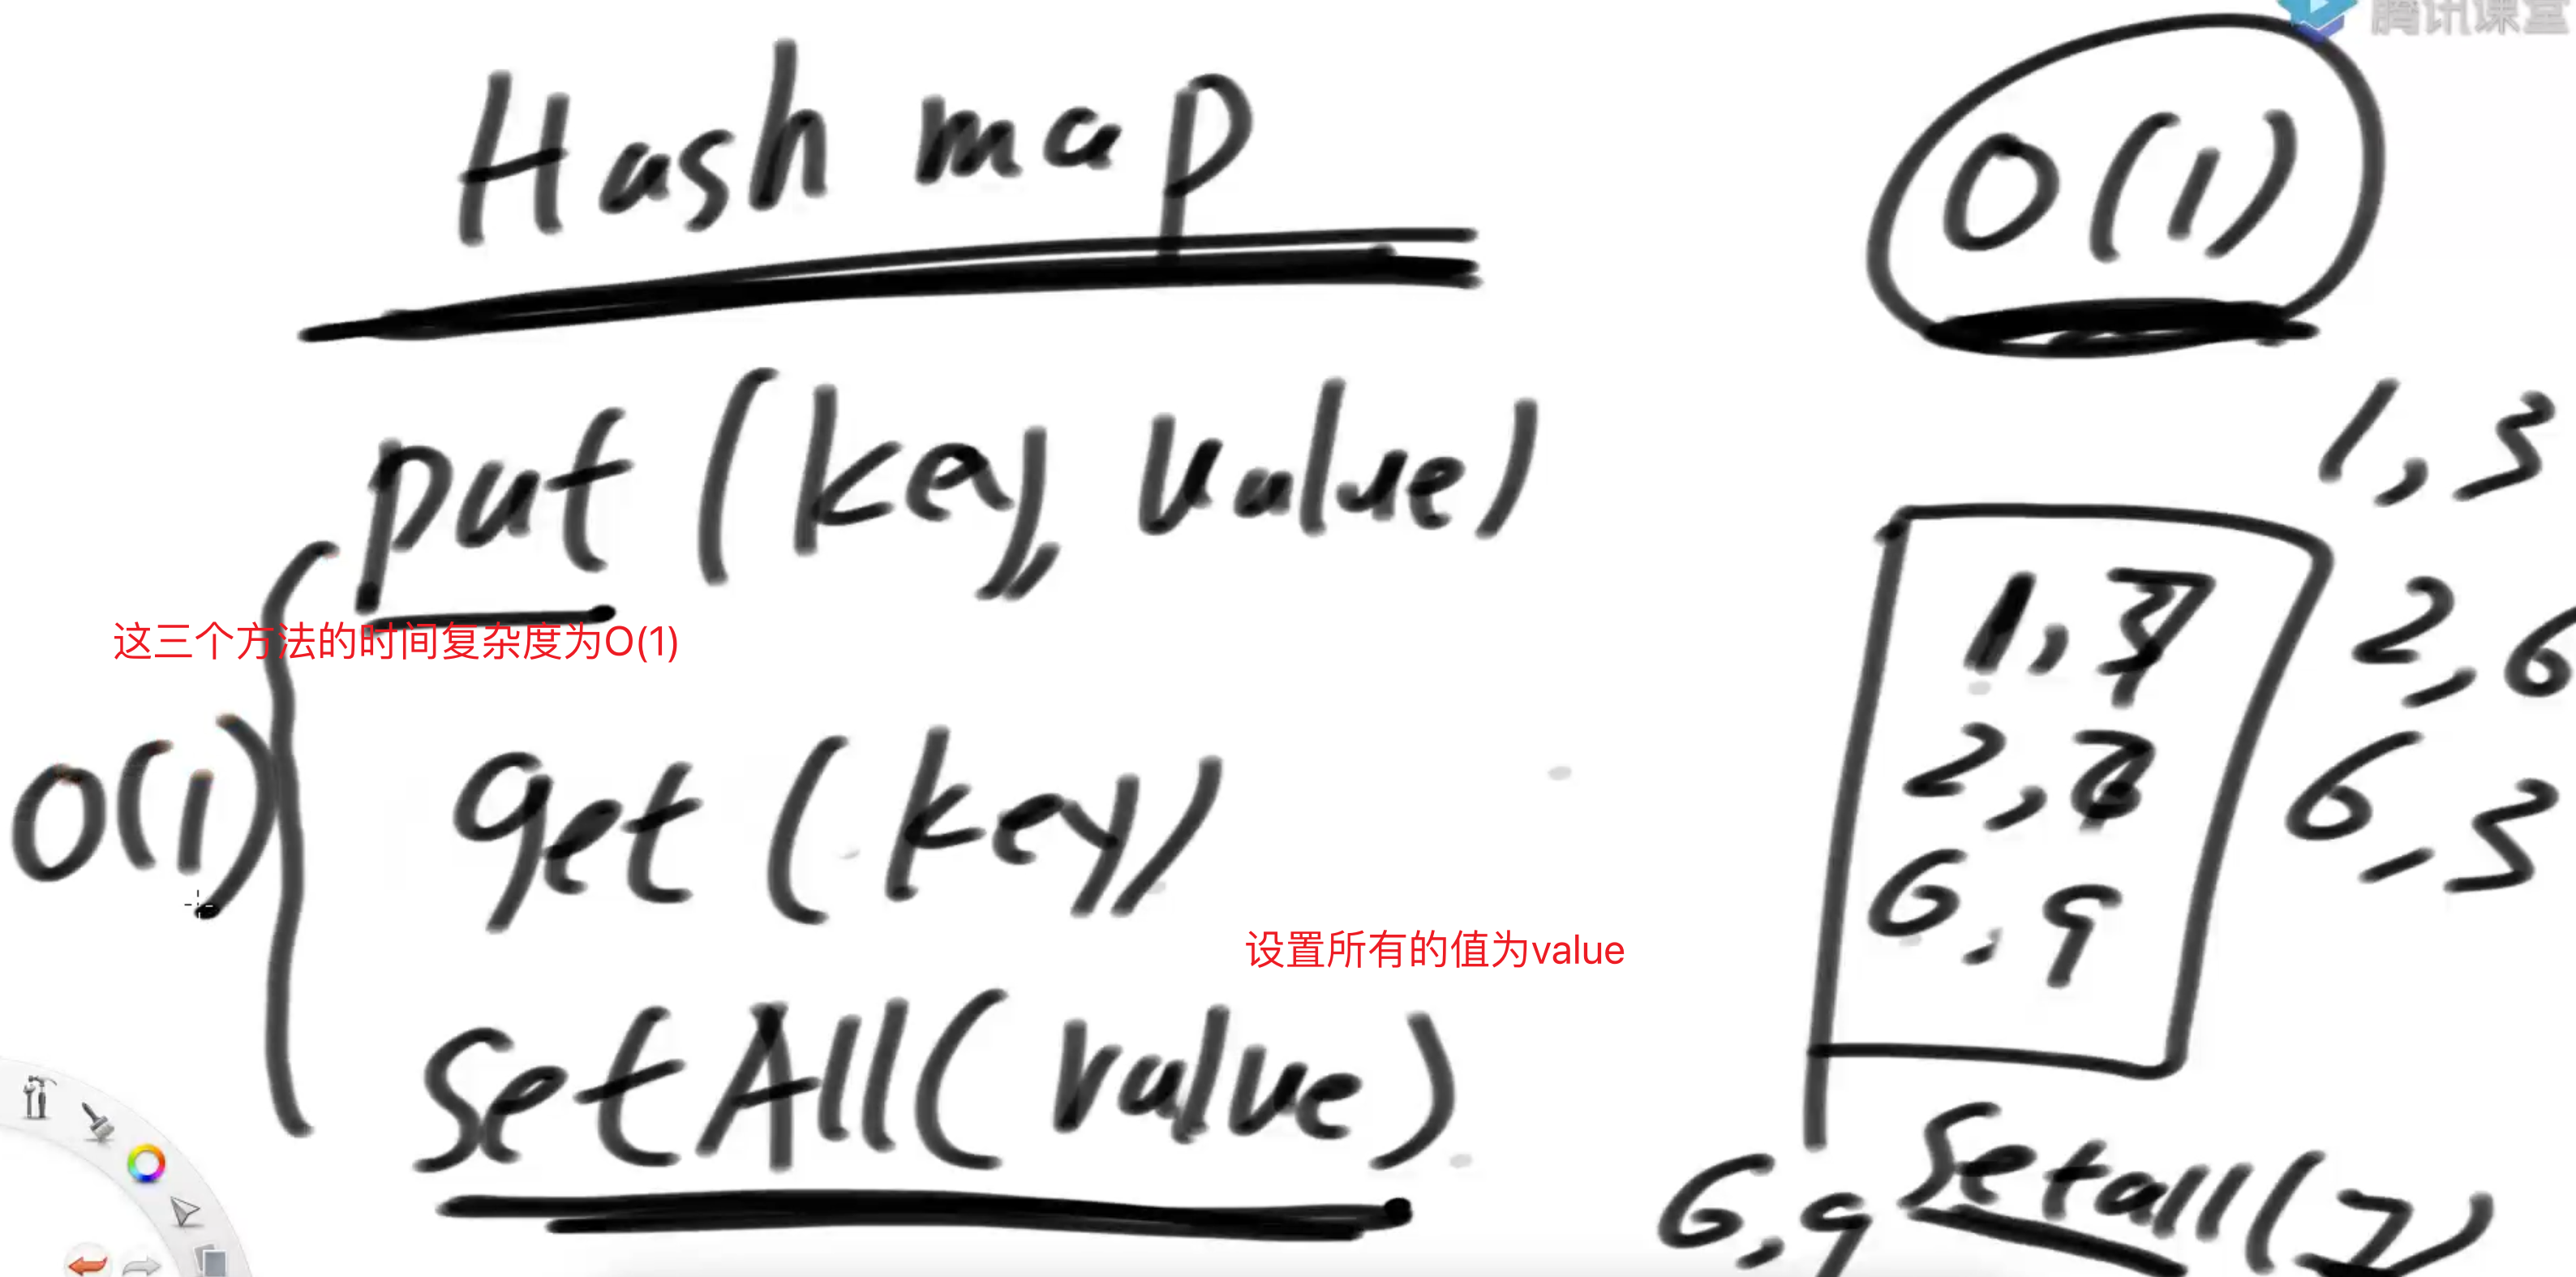 腾讯课堂
Hash map
O(1)
put(key, value)
1,3
这三个方法的时间复杂度为O(1)
1,
2,6
O(1)
get(key)
2,
6,3
6,9
设置所有的值为value
setAll(value)
6,9
Setall(7)